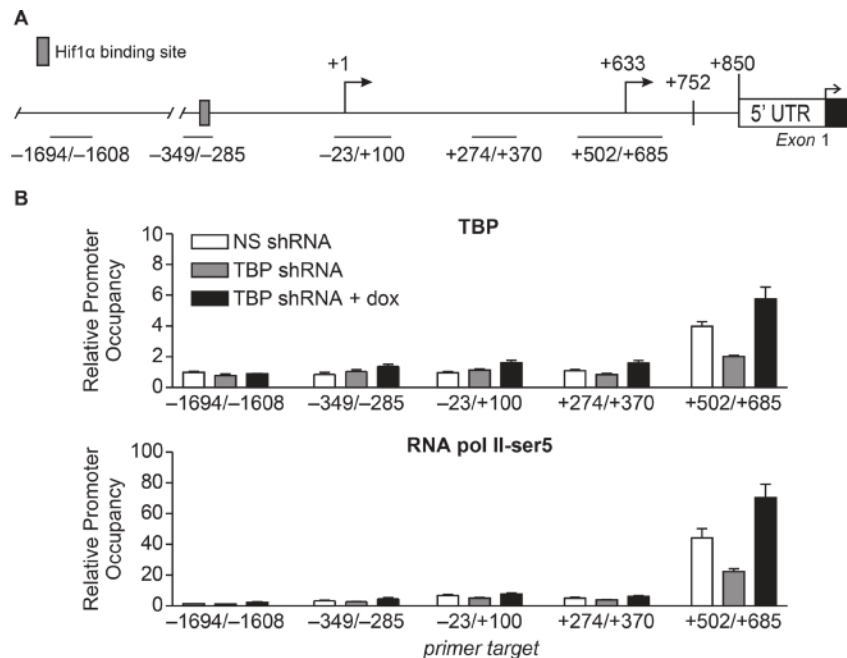 A
Hif1α binding site
+1
+633
+752
+850
5' UTR
Exon 1
−1694/−1608
−349/−285
−23/+100
+274/+370
+502/+685
B
TBP
NS shRNA
TBP shRNA
TBP shRNA + dox
Relative Promoter
Occupancy
10
8
6
4
2
0
−1694/−1608
−349/−285
−23/+100
+274/+370
+502/+685
RNA pol II-ser5
Relative Promoter
Occupancy
100
80
60
40
20
0
−1694/−1608
−349/−285
−23/+100
+274/+370
+502/+685
primer target